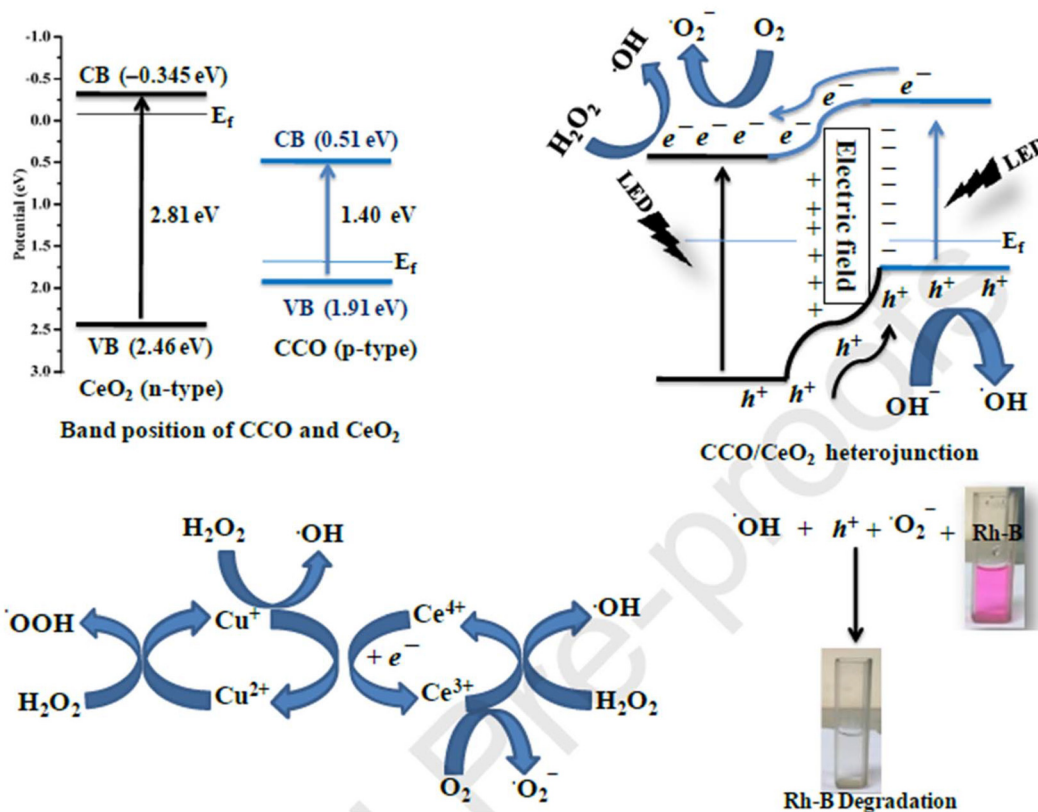 -1.0
-0.5
0.0
0.5
1.0
1.5
2.0
2.5
3.0
Potential (eV)
CB (–0.345 eV)
E_f
2.81 eV
VB (2.46 eV)
CeO₂ (n-type)
CB (0.51 eV)
1.40 eV
E_f
VB (1.91 eV)
CCO (p-type)
Band position of CCO and CeO₂
H₂O₂
·OH
·O₂⁻
O₂
e⁻ e⁻ e⁻ e⁻
e⁻
e⁻
LED
+ + + + + + +
Electric field
– – – – – – – –
LED
E_f
h⁺ h⁺
h⁺
h⁺ h⁺ h⁺
OH⁻
·OH
CCO/CeO₂ heterojunction
H₂O₂
·OH
·OOH
Cu⁺
Ce⁴⁺
·OH
+ e⁻
H₂O₂
Cu²⁺
Ce³⁺
H₂O₂
O₂
·O₂⁻
·OH + h⁺ + ·O₂⁻ + Rh-B
Rh-B Degradation
Pre-proofs